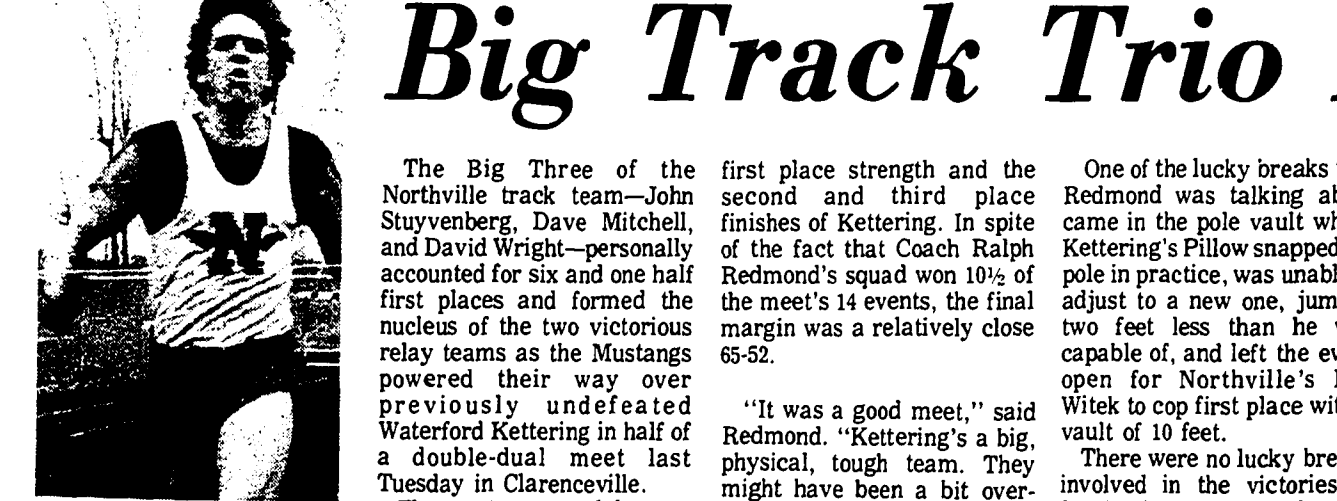 Big Track Trio
The Big Three of the
Northville track team—John
Stuyvenberg, Dave Mitchell,
and David Wright—personally
accounted for six and one half
first places and formed the
nucleus of the two victorious
relay teams as the Mustangs
powered their way over
previously undefeated
Waterford Kettering in half of
a double-dual meet last
Tuesday in Clarenceville.
first place strength and the
second and third place
finishes of Kettering. In spite
of the fact that Coach Ralph
Redmond's squad won 10½ of
the meet's 14 events, the final
margin was a relatively close
65-52.
"It was a good meet," said
Redmond. "Kettering's a big,
physical, tough team. They
might have been a bit over-
One of the lucky breaks
Redmond was talking
came in the pole vault
Kettering's Pillow snapped
pole in practice, was
adjust to a new one,
two feet less than he
capable of, and left the
open for Northville's
Witek to cop first place
vault of 10 feet.
There were no lucky
involved in the victories
N